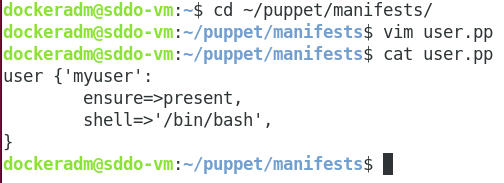 dockeradm@sddo-vm:~$ cd ~/puppet/manifests/
dockeradm@sddo-vm:~/puppet/manifests$ vim user.pp
dockeradm@sddo-vm:~/puppet/manifests$ cat user.pp
user {'myuser':
        ensure=>present,
        shell=>'/bin/bash',
}
dockeradm@sddo-vm:~/puppet/manifests$